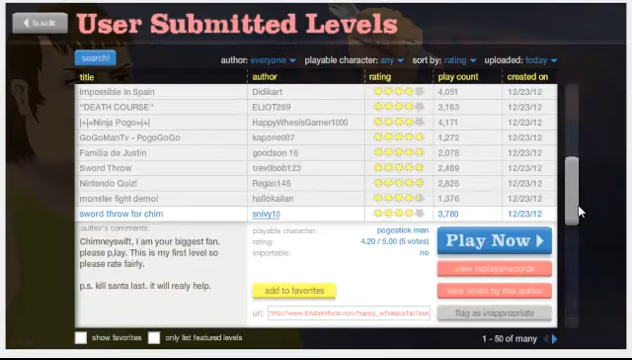 back
User Submitted Levels
search! author: everyone playable character: any sort by: rating uploaded: today
title author rating play count created on
Impossible In Spain Didikart 4,051 12/23/12
"DEATH COURSE" ELIOT269 3,163 12/23/12
|+|=Ninja Pogo=|+| HappyWheelsGamer1000 4,171 12/23/12
GoGoManTv - PogoGoGo kapone007 1,272 12/23/12
Familia de Justin goodson 16 2,078 12/23/12
Sword Throw trev9bob123 2,489 12/23/12
Nintendo Quiz! Regan145 2,825 12/23/12
monster fight demo! hallokailan 1,376 12/23/12
sword throw for chim snivy10 3,780 12/23/12
author's comments:
Chimneyswift, I am your biggest fan.
please p,lay. This is my first level so
please rate fairly.
p.s. kill santa last. it will realy help.
playable character: pogostick man
rating: 4.20 / 5.00 (5 votes)
importable: no
add to favorites
url:
Play Now
view replays/records
view levels by this author
flag as inappropriate
show favorites only list featured levels 1 - 50 of many